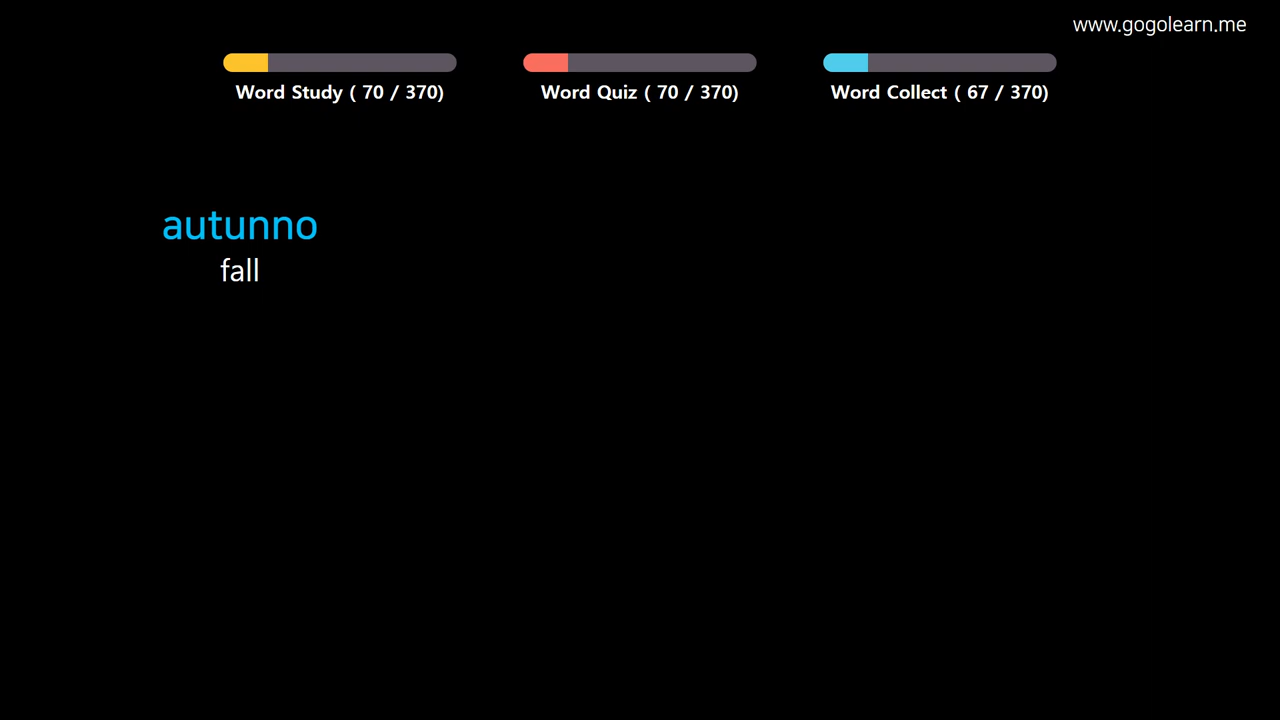 www.gogolearn.me
Word Study ( 70 / 370)
Word Quiz ( 70 / 370)
Word Collect ( 67 / 370)
autunno
fall